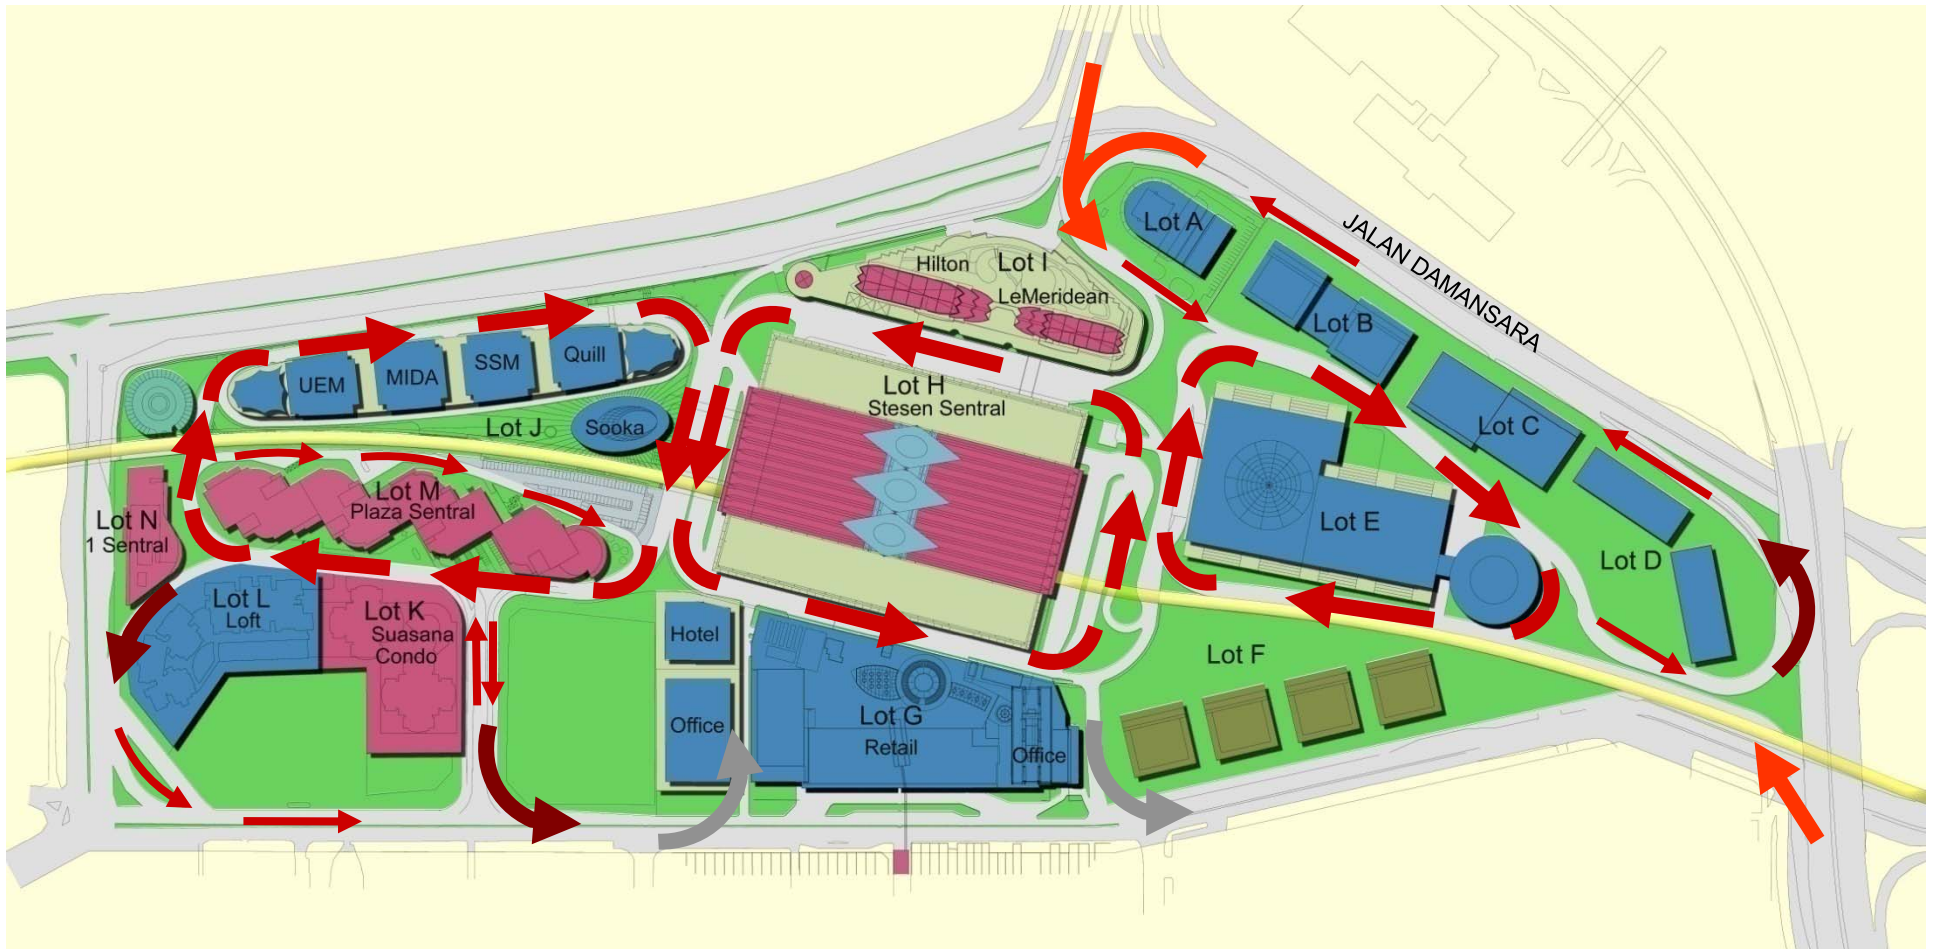 Lot A
JALAN DAMANSARA
Hilton
Lot I
LeMeridean
Lot B
SSM
Quill
UEM
MIDA
Lot H
Stesen Sentral
Lot J
Sooka
Lot C
Lot M
Plaza Sentral
Lot N
1 Sentral
Lot E
Lot D
Lot L
Loft
Lot K
Suasana
Condo
Hotel
Lot F
Office
Lot G
Retail
Office